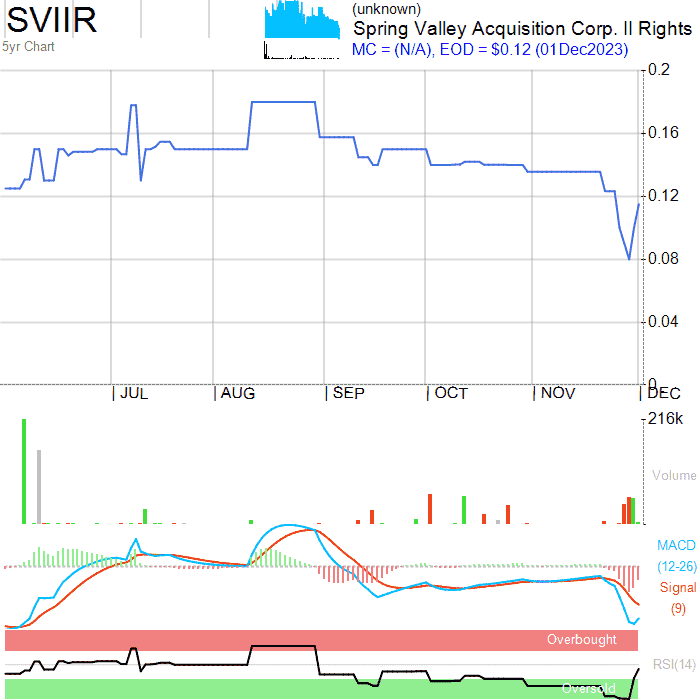 SVIIR
5yr Chart
(unknown)
Spring Valley Acquisition Corp. II Rights
MC = (N/A), EOD = $0.12 (01Dec2023)
0.2
0.16
0.12
0.08
0.04
0
JUL
AUG
SEP
OCT
NOV
DEC
216k
Volume
MACD
(12-26)
Signal
(9)
Overbought
RSI(14)
Oversold